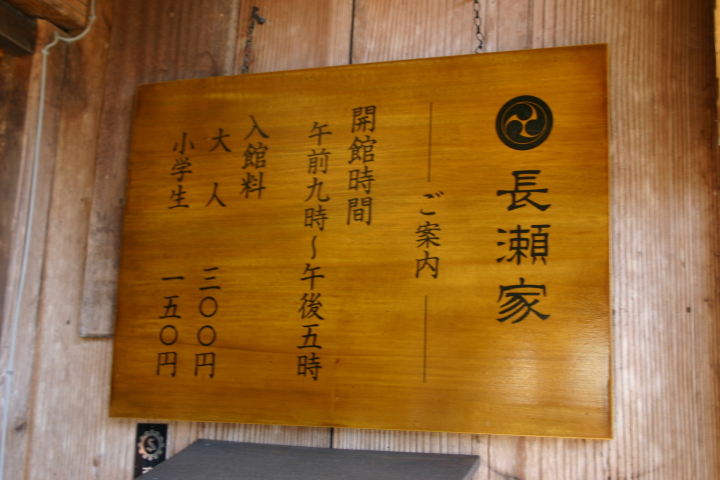 長瀬家
ご案内
開館時間
午前九時〜午後五時
入館料
大人 三〇〇円
小学生 一五〇円
S